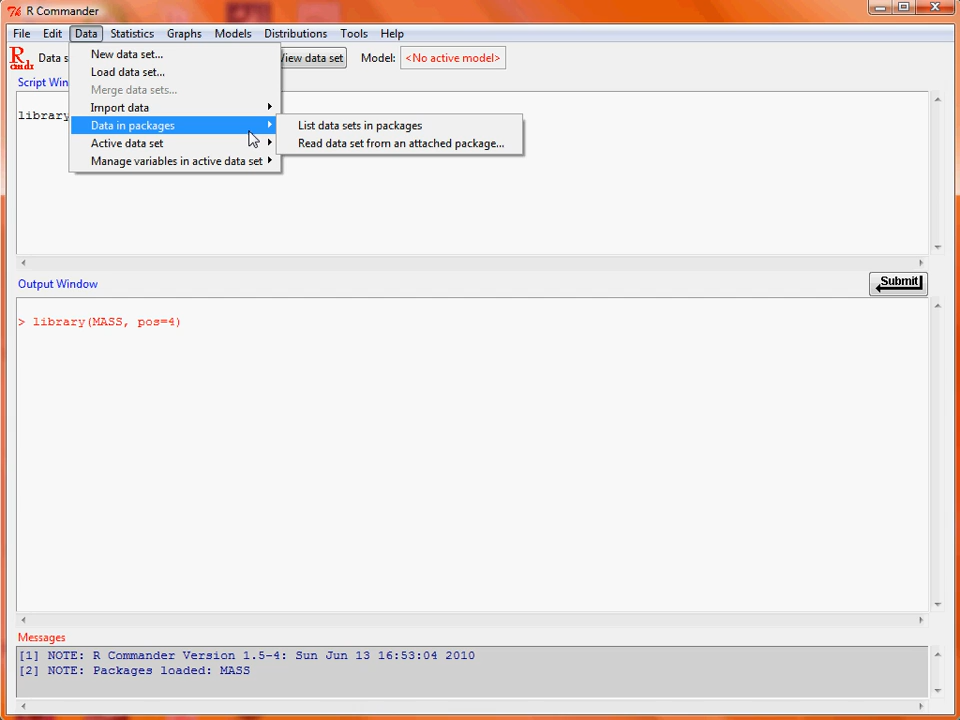 R Commander
File Edit Data Statistics Graphs Models Distributions Tools Help
R cmdr Data s View data set Model: <No active model>
New data set...
Load data set...
Merge data sets...
Import data
Data in packages
Active data set
Manage variables in active data set
List data sets in packages
Read data set from an attached package...
Script Win
library
Output Window
Submit
> library(MASS, pos=4)
Messages
[1] NOTE: R Commander Version 1.5-4: Sun Jun 13 16:53:04 2010
[2] NOTE: Packages loaded: MASS